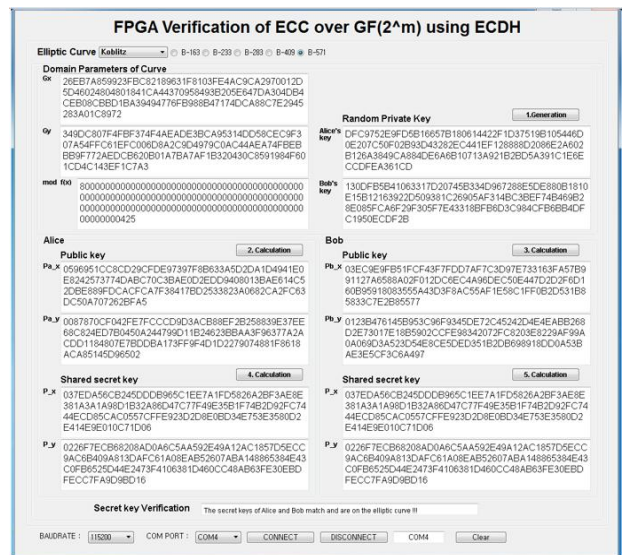 FPGA Verification of ECC over GF(2^m) using ECDH
Elliptic Curve Koblitz B-163 B-233 B-283 B-409 B-571
Domain Parameters of Curve
Gx
26EB7A859923FBC82189631F8103FE4AC9CA2970012D
5D46024804801841CA44370958493B205E647DA304DB4
CEB08CBBD1BA39494776FB988B47174DCA88C7E2945
283A01C8972
Gy
349DC807F4FBF374F4AEADE3BCA95314DD58CEC9F3
07A54FFC61EFC006D8A2C9D4979C0AC44AEA74FBEB
BB9F772AEDCB620B01A7BA7AF1B320430C8591984F60
1CD4C143EF1C7A3
mod f(x)
80000000000000000000000000000000000000000000
00000000000000000000000000000000000000000000
00000000000000000000000000000000000000000000
00000000425
Random Private Key
1.Generation
Alice's key
DFC9752E9FD5B16657B180614422F1D37519B105446D
0E207C50F02B93D43282EC441EF128888D2086E2A602
B126A3849CA884DE6A6B10713A921B2BD5A391C1E6E
CCDFEA361CD
Bob's key
130DFB5B41063317D20745B334D967288E5DE880B1810
E15B12163922D509381C26905AF314BC3BEF74B469B2
8E085FCA6F29F305F7E43318BFB6D3C984CFB6BB4DF
C1950ECDF2B
Alice
Public key
2. Calculation
Pa_X
0596951CC8CD29CFDE97397F8B633A5D2DA1D4941E0
E8242573774DABC70C3BAE0D2EDD9408013BAE614C5
2DBE889FDCACFCA7F38417BD2533823A0682CA2FC63
DC50A707262BFA5
Pa_y
0087870CF042FE7FCCCD9D3ACB88EF2B258839E37EE
68C824ED7B0450A244799D11B24623BBAA3F96377A2A
CDD1184807E7BDDBA173FF9F4D1D2279074881F8618
ACA85145D96502
Shared secret key
4. Calculation
P_x
037EDA56CB245DDDB965C1EE7A1FD5826A2BF3AE8E
381A3A1A98D1B32A86D47C77F49E35B1F74B2D92FC74
44ECD85CAC0557CFFE923D2D8E0BD34E753E3580D2
E414E9E010C71D06
P_y
0226F7ECB68208AD0A6C5AA592E49A12AC1857D5ECC
9AC6B409A813DAFC61A08EAB52607ABA148865384E43
C0FB6525D44E2473F4106381D460CC48AB63FE30EBD
FECC7FA9D9BD16
Bob
Public key
3. Calculation
Pb_X
03EC9E9FB51FCF43F7FDD7AF7C3D97E733163FA57B9
91127A6588A02F012DC6EC4A96DEC50E447D2D2F6D1
60B95918083555A43D3F8AC55AF1E58C1FF0B2D531B8
5833C7E2B85577
Pb_y
0123B476145B953C96F9345DE72C45242D4E4EABB268
D2E73017E18B5902CCFE98342072FC8203E8229AF99A
0A069D3A523D54E8CE5DED351B2DB698918DD0A53B
AE3E5CF3C6A497
Shared secret key
5. Calculation
P_x
037EDA56CB245DDDB965C1EE7A1FD5826A2BF3AE8E
381A3A1A98D1B32A86D47C77F49E35B1F74B2D92FC74
44ECD85CAC0557CFFE923D2D8E0BD34E753E3580D2
E414E9E010C71D06
P_y
0226F7ECB68208AD0A6C5AA592E49A12AC1857D5ECC
9AC6B409A813DAFC61A08EAB52607ABA148865384E43
C0FB6525D44E2473F4106381D460CC48AB63FE30EBD
FECC7FA9D9BD16
Secret key Verification The secret keys of Alice and Bob match and are on the elliptic curve !!!
BAUDRATE : 115200 COM PORT : COM4 CONNECT DISCONNECT COM4 Clear